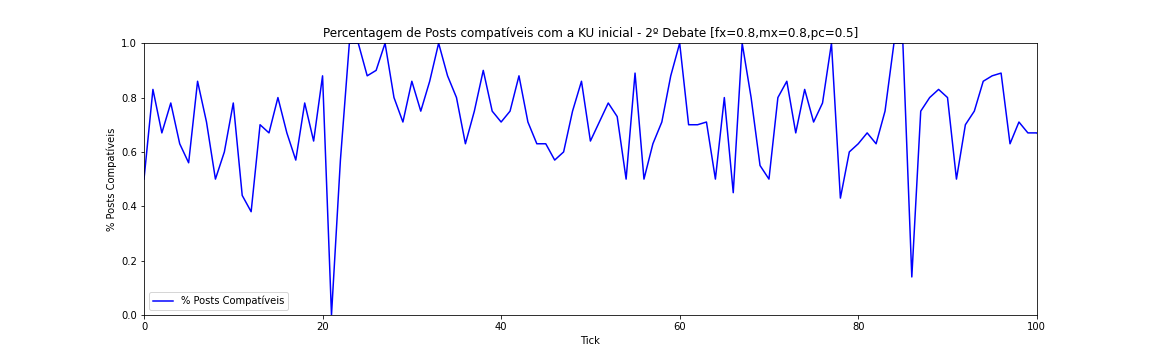 Percentagem de Posts compatíveis com a KU inicial - 2º Debate [fx=0.8,mx=0.8,pc=0.5]
1.0
0.8
0.6
0.4
0.2
0.0
% Posts Compatíveis
% Posts Compatíveis
0 20 40 60 80 100
Tick